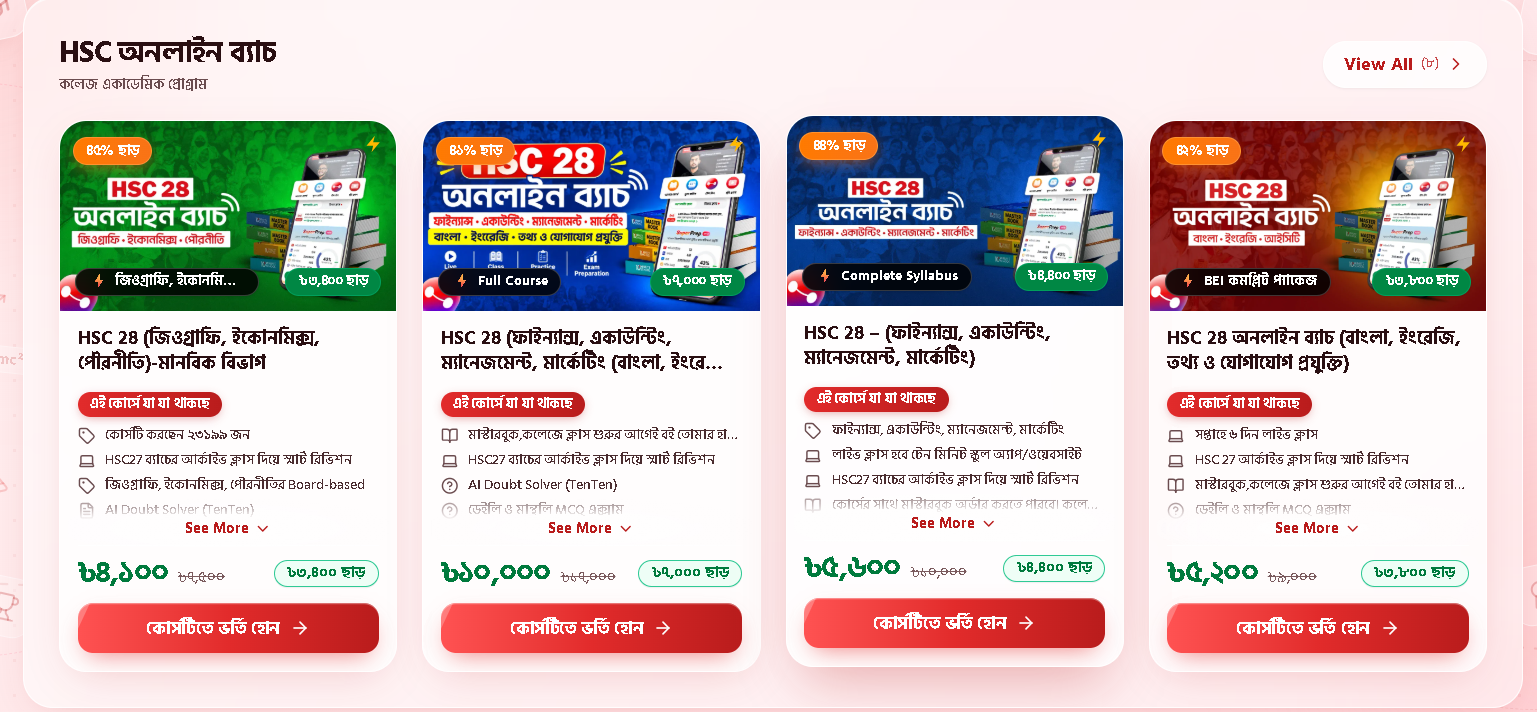 HSC অনলাইন ব্যাচ
কলেজ একাডেমিক প্রোগ্রাম
View All (৮)
৪৫% ছাড়
HSC 28
অনলাইন ব্যাচ
জিওগ্রাফি • ইকোনমিক্স • পৌরনীতি
জিওগ্রাফি, ইকোনমি...
৳৩,৪০০ ছাড়
HSC 28 (জিওগ্রাফি, ইকোনমিক্স,
পৌরনীতি)-মানবিক বিভাগ
এই কোর্সে যা যা থাকছে
কোর্সটি করছেন ২৩১৯৯ জন
HSC27 ব্যাচের আর্কাইভ ক্লাস দিয়ে স্মার্ট রিভিশন
জিওগ্রাফি, ইকোনমিক্স, পৌরনীতির Board-based
AI Doubt Solver (TenTen)
See More
৳৪,১০০ ৳৭,৫০০ ৳৩,৪০০ ছাড়
কোর্সটিতে ভর্তি হোন
৪১% ছাড়
HSC 28
অনলাইন ব্যাচ
ফাইন্যান্স • একাউন্টিং • ম্যানেজমেন্ট • মার্কেটিং
বাংলা • ইংরেজি • তথ্য ও যোগাযোগ প্রযুক্তি
Live Class Practice Exam
Preparation
Full Course
৳৭,০০০ ছাড়
HSC 28 (ফাইন্যান্স, একাউন্টিং,
ম্যানেজমেন্ট, মার্কেটিং (বাংলা, ইংরে...
এই কোর্সে যা যা থাকছে
মাস্টারবুক,কলেজে ক্লাস শুরুর আগেই বই তোমার হা...
HSC27 ব্যাচের আর্কাইভ ক্লাস দিয়ে স্মার্ট রিভিশন
AI Doubt Solver (TenTen)
ডেইলি ও মান্থলি MCQ এক্সাম
See More
৳১০,০০০ ৳১৭,০০০ ৳৭,০০০ ছাড়
কোর্সটিতে ভর্তি হোন
৪৪% ছাড়
HSC 28
অনলাইন ব্যাচ
ফাইন্যান্স • একাউন্টিং • ম্যানেজমেন্ট • মার্কেটিং
Complete Syllabus
৳৪,৪০০ ছাড়
HSC 28 – (ফাইন্যান্স, একাউন্টিং,
ম্যানেজমেন্ট, মার্কেটিং)
এই কোর্সে যা যা থাকছে
ফাইন্যান্স, একাউন্টিং, ম্যানেজমেন্ট, মার্কেটিং
লাইভ ক্লাস হবে টেন মিনিট স্কুল অ্যাপ/ওয়েবসাইট
HSC27 ব্যাচের আর্কাইভ ক্লাস দিয়ে স্মার্ট রিভিশন
কোর্সের সাথে মাস্টারবুক অর্ডার করতে পারবে। কলে...
See More
৳৫,৬০০ ৳১০,০০০ ৳৪,৪০০ ছাড়
কোর্সটিতে ভর্তি হোন
৪২% ছাড়
HSC 28
অনলাইন ব্যাচ
বাংলা • ইংরেজি • আইসিটি
BEI কমপ্লিট প্যাকেজ
৳৩,৮০০ ছাড়
HSC 28 অনলাইন ব্যাচ (বাংলা, ইংরেজি,
তথ্য ও যোগাযোগ প্রযুক্তি)
এই কোর্সে যা যা থাকছে
সপ্তাহে ৬ দিন লাইভ ক্লাস
HSC 27 আর্কাইভ ক্লাস দিয়ে স্মার্ট রিভিশন
মাস্টারবুক,কলেজে ক্লাস শুরুর আগেই বই তোমার হা...
ডেইলি ও মান্থলি MCQ এক্সাম
See More
৳৫,২০০ ৳৯,০০০ ৳৩,৮০০ ছাড়
কোর্সটিতে ভর্তি হোন